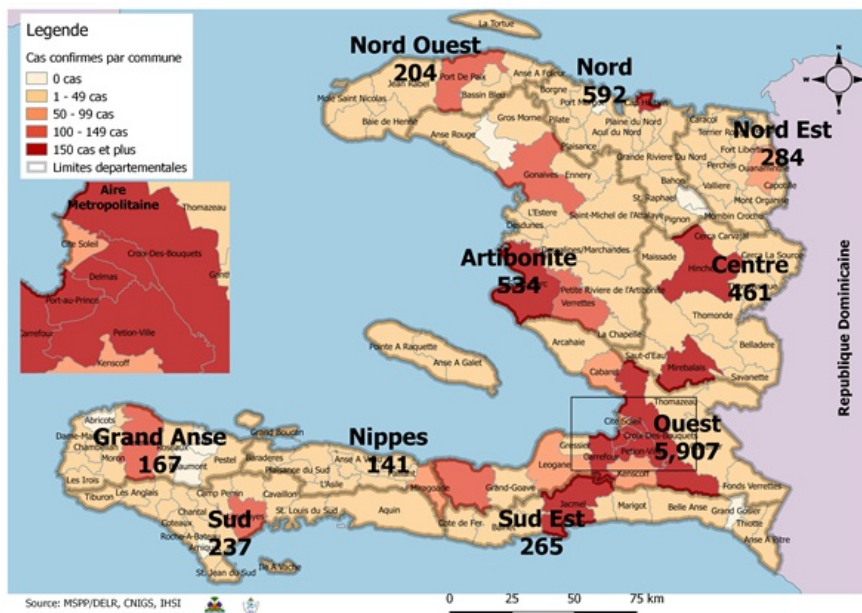 Legende
Cas confirmes par commune
0 cas
1 - 49 cas
50 - 99 cas
100 - 149 cas
150 cas et plus
Limites departementales
Aire
Metropolitaine
Thomazeau
Cite Soleil
Croix-Des-Bouquets
Delmas
Port-au-Prince
Carrefour
Petion-Ville
Kenscoff
La Tortue
Nord Ouest
204
Port De Paix
Jean Rabel
Mole Saint Nicolas
Bassin Bleu
Baie de Henne
Anse A Foleur
Nord
592
Borgne
Pilate
Plaine du Nord
Acul du Nord
Plaisance
Caracol
Nord Est
284
Fort Liberte
Perches
Ouanaminthe
Capotille
Valliere
Mont Organise
Mombin Crochu
Anse Rouge
Gros Morne
Gonaives
Ennery
Grande Riviere Du Nord
Bahon
St. Raphael
Pignon
Saint-Michel de l'Attalaye
L'Estere
Desdunes
Artibonite
534
Petite Riviere de l'Artibonite
Verrettes
La Chapelle
Cerca Carvajal
Cerca La Source
Maissade
Centre
461
Thomonde
Belladere
Saut-d'Eau
Mirebalais
Savanette
Republique Dominicaine
Pointe A Raquette
Anse A Galet
Arcahaie
Cabaret
Thomazeau
Cite Soleil
Croix-Des-Bouquets
Ouest
5,907
Gressier
Carrefour
Petion-Ville
Kenscoff
Leogane
Fonds Verrettes
Abricots
Grand Anse
167
Moron
Les Irois
Pestel
Grand Boucan
Baraderes
Plaisance du Sud
L'Asile
Nippes
141
Miragoane
Grand-Goave
Tiburon
Les Anglais
Camp Perrin
Cavaillon
Chantal
Coteaux
Roche-A-Bateau
St. Louis du Sud
Aquin
Sud
237
St. Jean du Sud
Ile A Vache
Cote de Fer
Jacmel
Sud Est
265
Marigot
Belle Anse
Grand Gosier
Thiotte
Anse A Pitre
N
W
E
S
Source: MSPP/DELR, CNIGS, IHSI
0 25 50 75 km